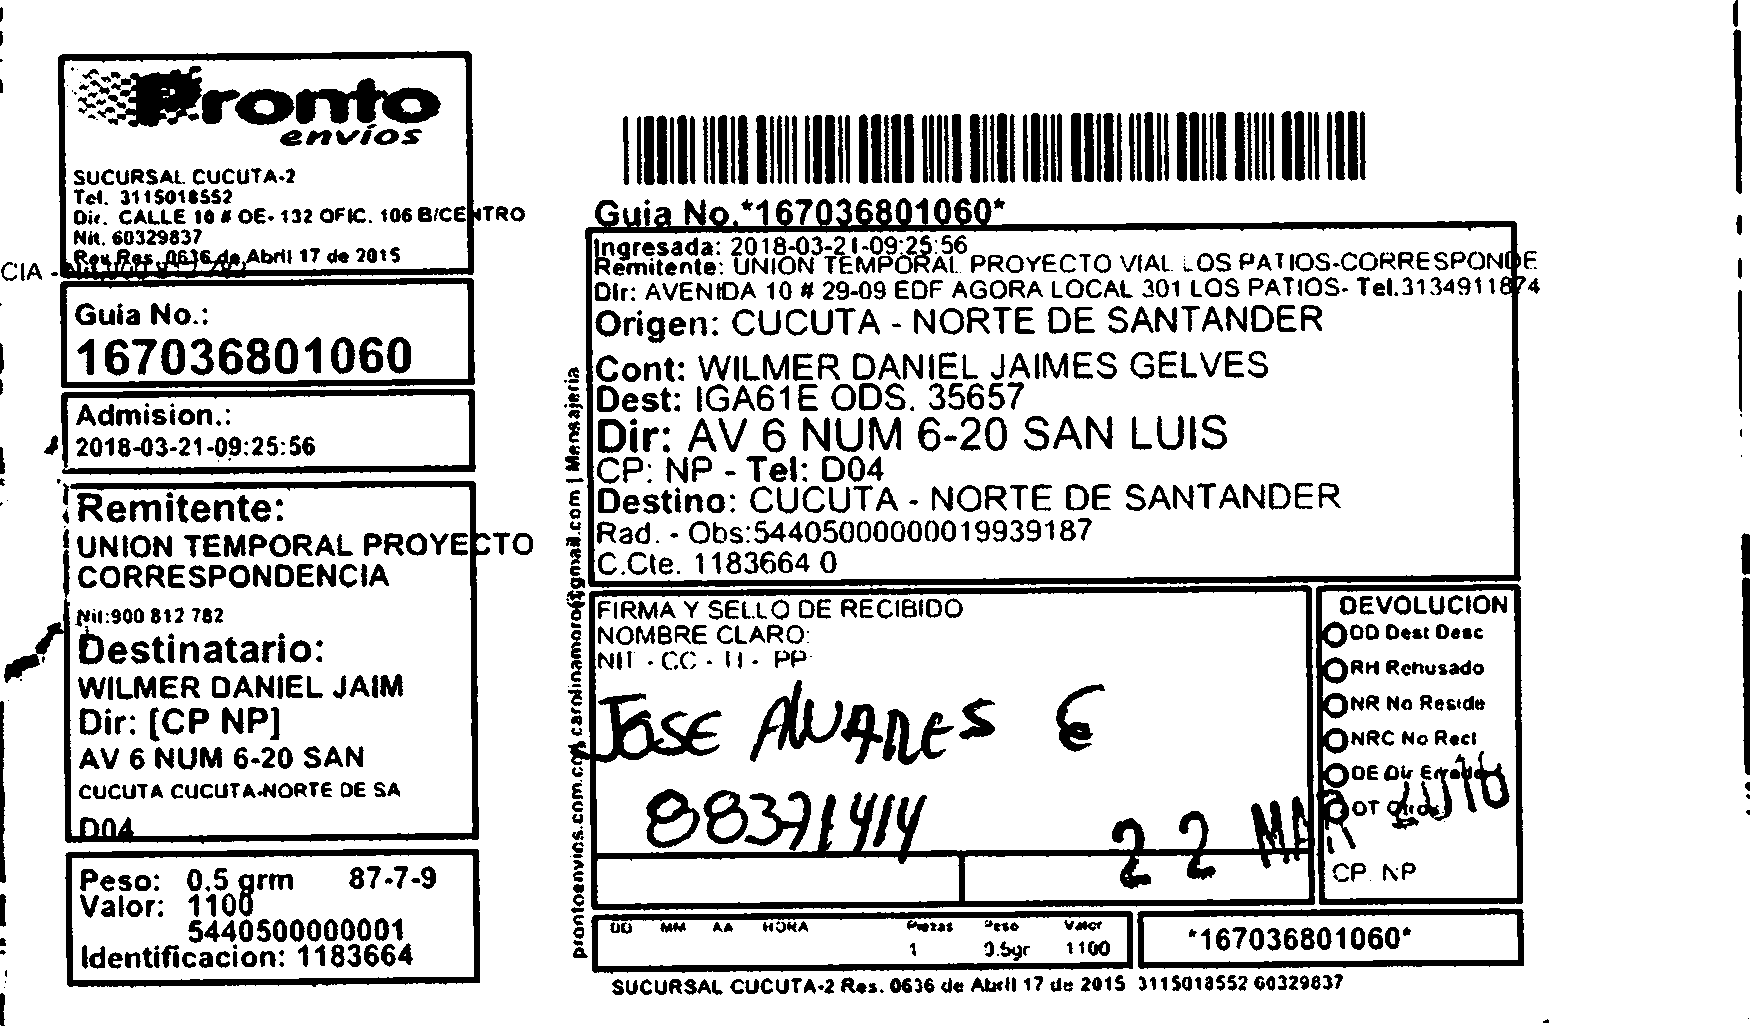 Pronto
envíos
SUCURSAL CUCUTA-2
Tel. 3115018552
Dir. CALLE 10 # OE- 132 OFIC. 106 B/CENTRO
Nit. 60329837
Res. 0636 de Abril 17 de 2015
CIA -
Guia No.:
167036801060
Admision.:
2018-03-21-09:25:56
Remitente:
UNION TEMPORAL PROYECTO
CORRESPONDENCIA
Nit:900 812 782
Destinatario:
WILMER DANIEL JAIM
Dir: [CP NP]
AV 6 NUM 6-20 SAN
CUCUTA CUCUTA-NORTE DE SA
D04
Peso: 0.5 grm 87-7-9
Valor: 1100
5440500000001
Identificacion: 1183664
prontoenvios.com.co | Mensajeria
Guia No.*167036801060*
Ingresada: 2018-03-21-09:25:56
Remitente: UNION TEMPORAL PROYECTO VIAL LOS PATIOS-CORRESPONDE
Dir: AVENIDA 10 # 29-09 EDF AGORA LOCAL 301 LOS PATIOS- Tel.3134911874
Origen: CUCUTA - NORTE DE SANTANDER
Cont: WILMER DANIEL JAIMES GELVES
Dest: IGA61E ODS. 35657
Dir: AV 6 NUM 6-20 SAN LUIS
CP: NP - Tel: D04
Destino: CUCUTA - NORTE DE SANTANDER
Rad. - Obs:54405000000019939187
C.Cte. 1183664 0
FIRMA Y SELLO DE RECIBIDO
NOMBRE CLARO:
NIT - CC - TI - PP
JOSE ALVARES E
88371414
22 MAR
DEVOLUCION
DD Dest Desc
RH Rehusado
NR No Reside
NRC No Recl
DE Dir Errada
OT Otros
CP. NP
DD MM AA HORA Piezas Peso Valor
1 0.5gr 1100
*167036801060*
SUCURSAL CUCUTA-2 Res. 0636 de Abril 17 de 2015 3115018552 60329837